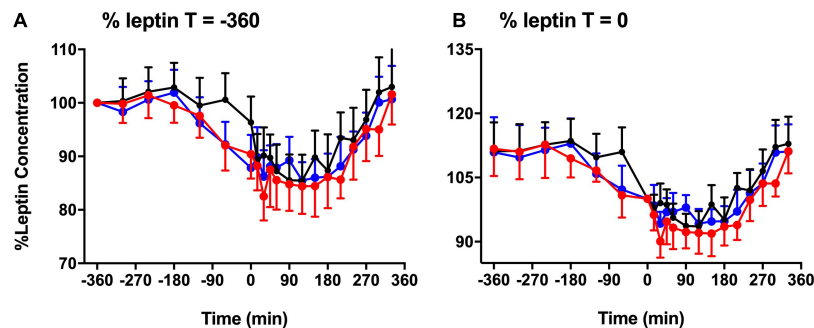 A % leptin T = -360
110
100
90
80
70
%Leptin Concentration
-360 -270 -180 -90 0 90 180 270 360
Time (min)
B % leptin T = 0
135
120
105
90
-360 -270 -180 -90 0 90 180 270 360
Time (min)